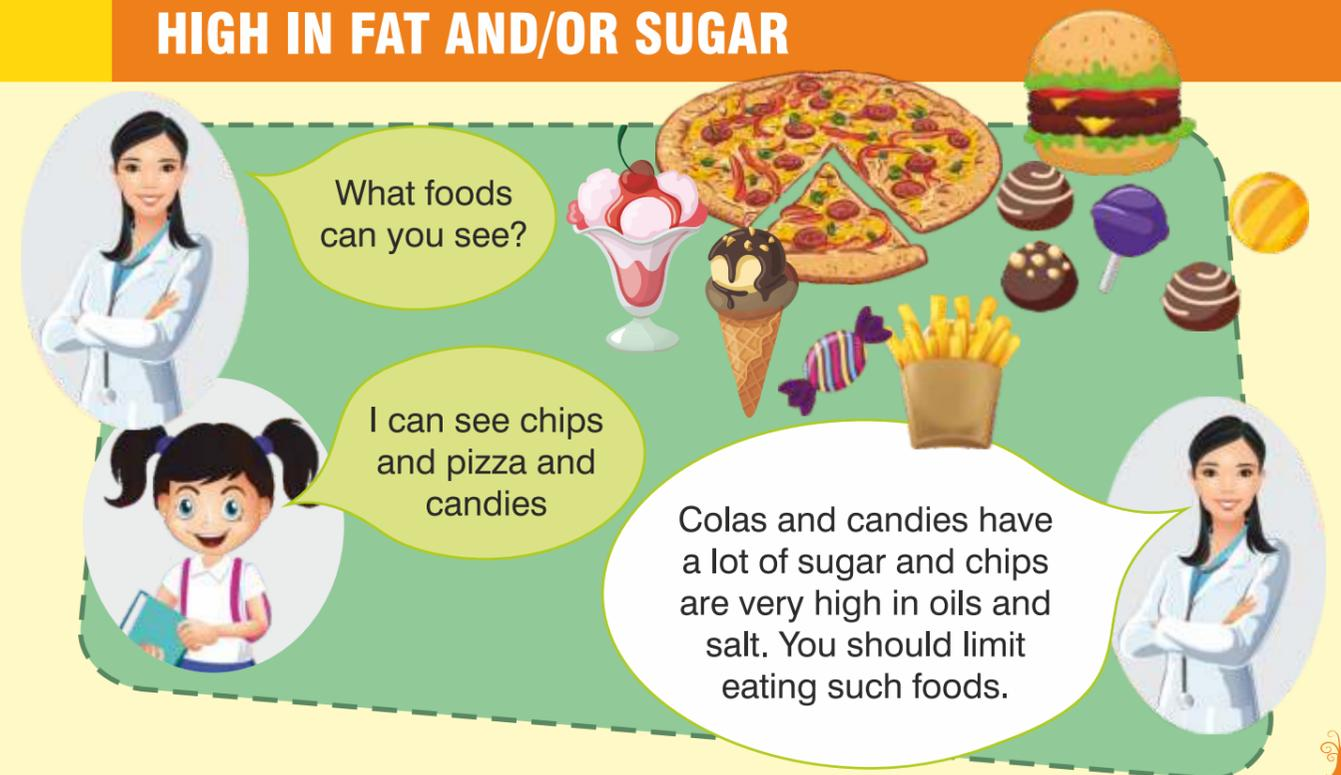 HIGH IN FAT AND/OR SUGAR
What foods
can you see?
I can see chips
and pizza and
candies
Colas and candies have
a lot of sugar and chips
are very high in oils and
salt. You should limit
eating such foods.